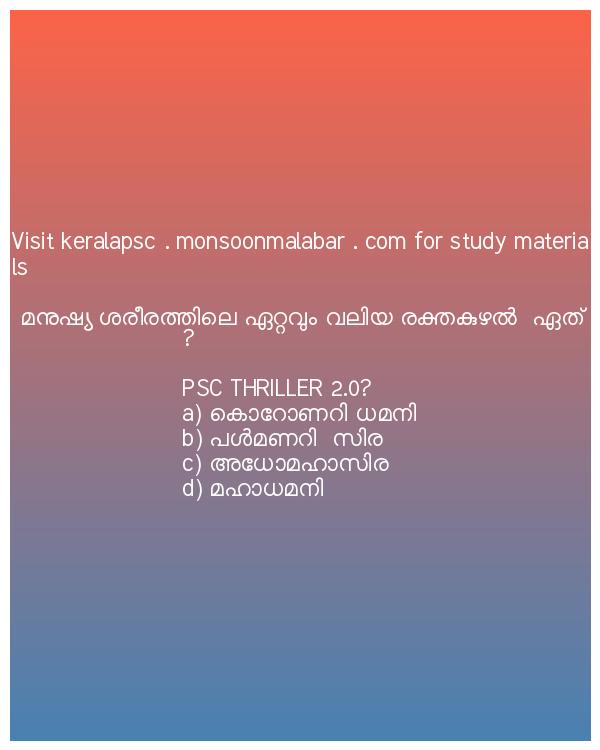 Visit keralapsc . monsoonmalabar . com for study materia
ls
മനുഷ്യ ശരീരത്തിലെ ഏറ്റവും വലിയ രക്തകുഴൽ ഏത്
?
PSC THRILLER 2.0?
a) കൊറോണറി ധമനി
b) പൾമണറി സിര
c) അധോമഹാസിര
d) മഹാധമനി